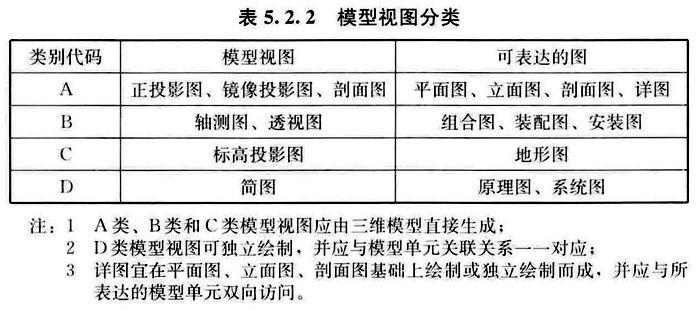 表 5.2.2 模型视图分类
类别代码 模型视图 可表达的图
A 正投影图、镜像投影图、剖面图 平面图、立面图、剖面图、详图
B 轴测图、透视图 组合图、装配图、安装图
C 标高投影图 地形图
D 简图 原理图、系统图
注：1 A类、B类和C类模型视图应由三维模型直接生成；
2 D类模型视图可独立绘制，并应与模型单元关联关系一一对应；
3 详图宜在平面图、立面图、剖面图基础上绘制或独立绘制而成，并应与所
表达的模型单元双向访问。